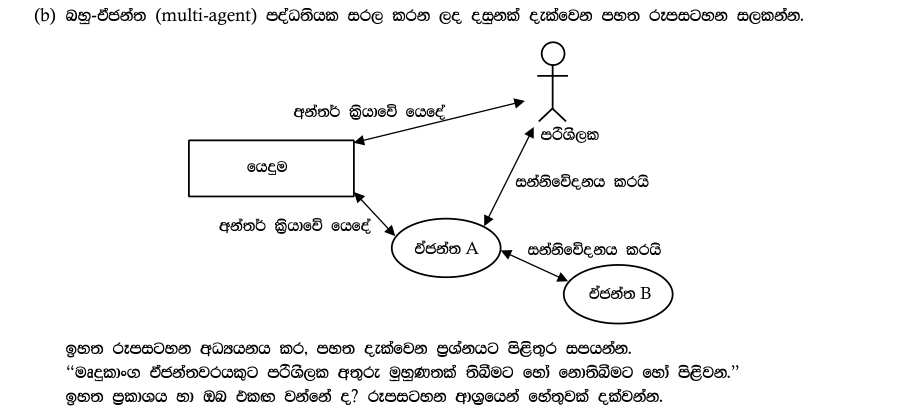 (b) බහු-ඒජන්ත (multi-agent) පද්ධතියක සරල කරන ලද දසුනක් දැක්වෙන පහත රූපසටහන සලකන්න.
අන්තර් ක්‍රියාවේ යෙදේ
පරිශීලක
යෙදුම
සන්නිවේදනය කරයි
අන්තර් ක්‍රියාවේ යෙදේ
ඒජන්ත A
සන්නිවේදනය කරයි
ඒජන්ත B
ඉහත රූපසටහන අධ්‍යයනය කර, පහත දැක්වෙන ප්‍රශ්නයට පිළිතුර සපයන්න.
“මෘදුකාංග ඒජන්තවරයකුට පරිශීලක අතුරු මුහුණතක් තිබීමට හෝ නොතිබීමට හෝ පිළිවන.”
ඉහත ප්‍රකාශය හා ඔබ එකඟ වන්නේ ද? රූපසටහන ආශ්‍රයෙන් හේතුවක් දක්වන්න.